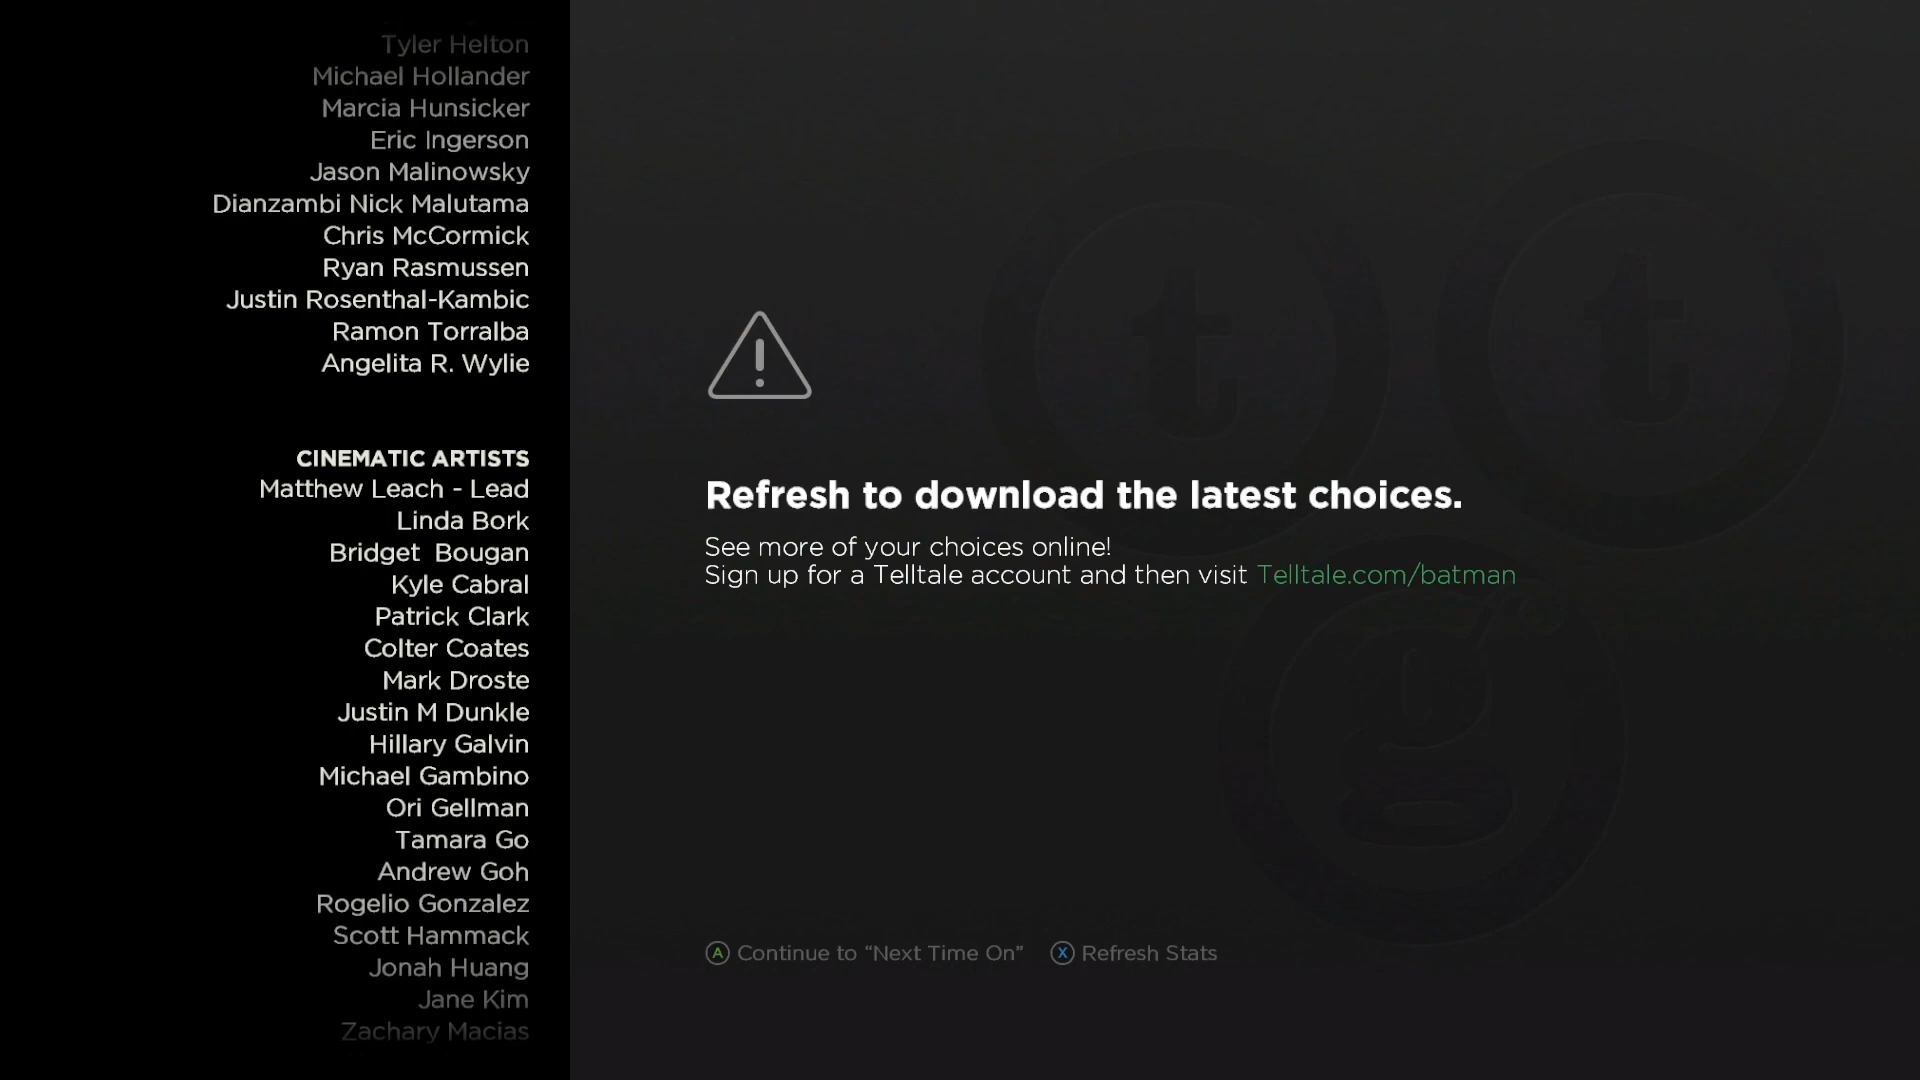 Tyler Helton
Michael Hollander
Marcia Hunsicker
Eric Ingerson
Jason Malinowsky
Dianzambi Nick Malutama
Chris McCormick
Ryan Rasmussen
Justin Rosenthal-Kambic
Ramon Torralba
Angelita R. Wylie
CINEMATIC ARTISTS
Matthew Leach - Lead
Linda Bork
Bridget  Bougan
Kyle Cabral
Patrick Clark
Colter Coates
Mark Droste
Justin M Dunkle
Hillary Galvin
Michael Gambino
Ori Gellman
Tamara Go
Andrew Goh
Rogelio Gonzalez
Scott Hammack
Jonah Huang
Jane Kim
Zachary Macias
t t
g
Refresh to download the latest choices.
See more of your choices online!
Sign up for a Telltale account and then visit Telltale.com/batman
A Continue to “Next Time On” X Refresh Stats